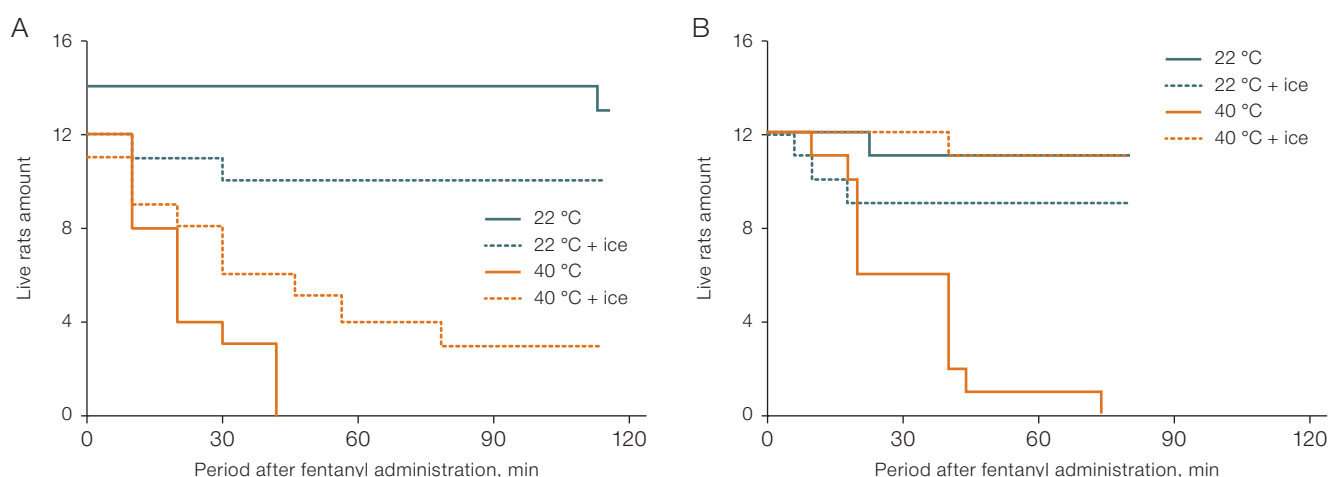 A
16
12
8
4
0
0 30 60 90 120
Live rats amount
Period after fentanyl administration, min
22 °C
22 °C + ice
40 °C
40 °C + ice
B
16
12
8
4
0
0 30 60 90 120
Live rats amount
Period after fentanyl administration, min
22 °C
22 °C + ice
40 °C
40 °C + ice